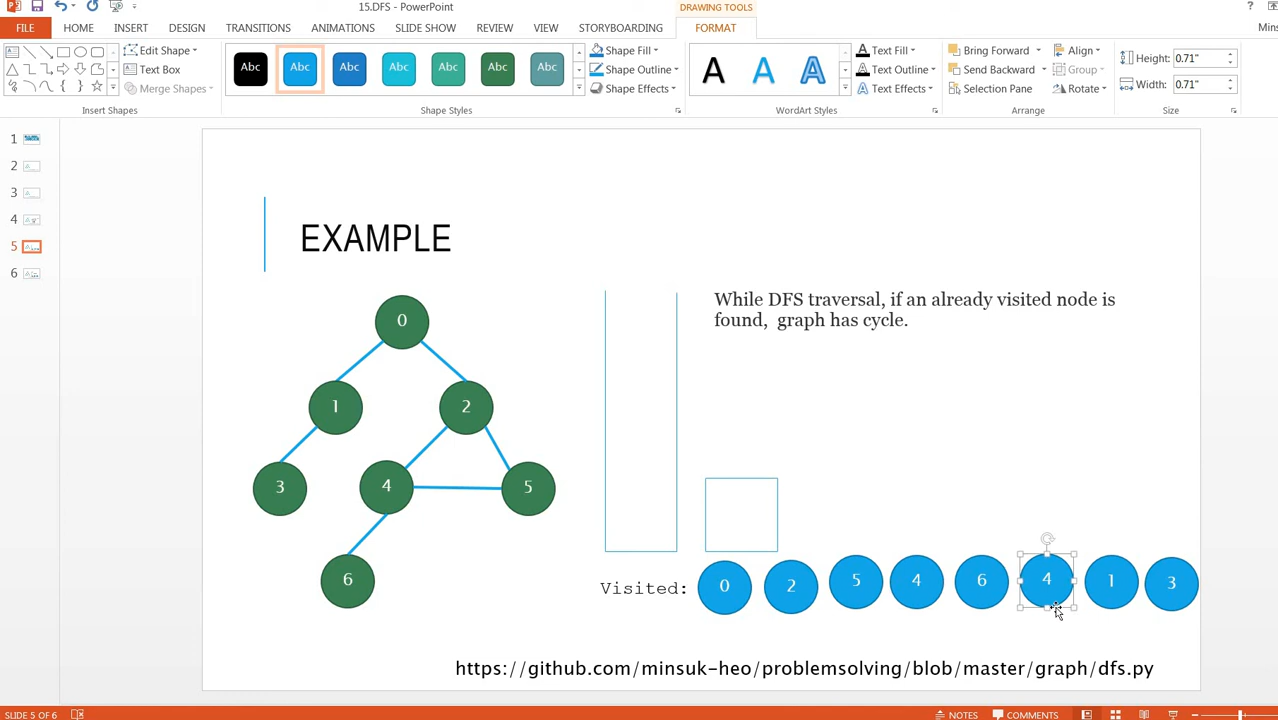 15.DFS - PowerPoint
DRAWING TOOLS
?
FILE HOME INSERT DESIGN TRANSITIONS ANIMATIONS SLIDE SHOW REVIEW VIEW STORYBOARDING FORMAT Mins
Edit Shape
Text Box
Merge Shapes
Insert Shapes
Abc Abc Abc Abc Abc Abc Abc
Shape Fill
Shape Outline
Shape Effects
Shape Styles
A A A
Text Fill
Text Outline
Text Effects
WordArt Styles
Bring Forward
Send Backward
Selection Pane
Align
Group
Rotate
Arrange
Height: 0.71"
Width: 0.71"
Size
1
2
3
4
5
6
EXAMPLE
While DFS traversal, if an already visited node is
found, graph has cycle.
0
1 2
3 4 5
6
Visited: 0 2 5 4 6 4 1 3
https://github.com/minsuk-heo/problemsolving/blob/master/graph/dfs.py
SLIDE 5 OF 6 NOTES COMMENTS